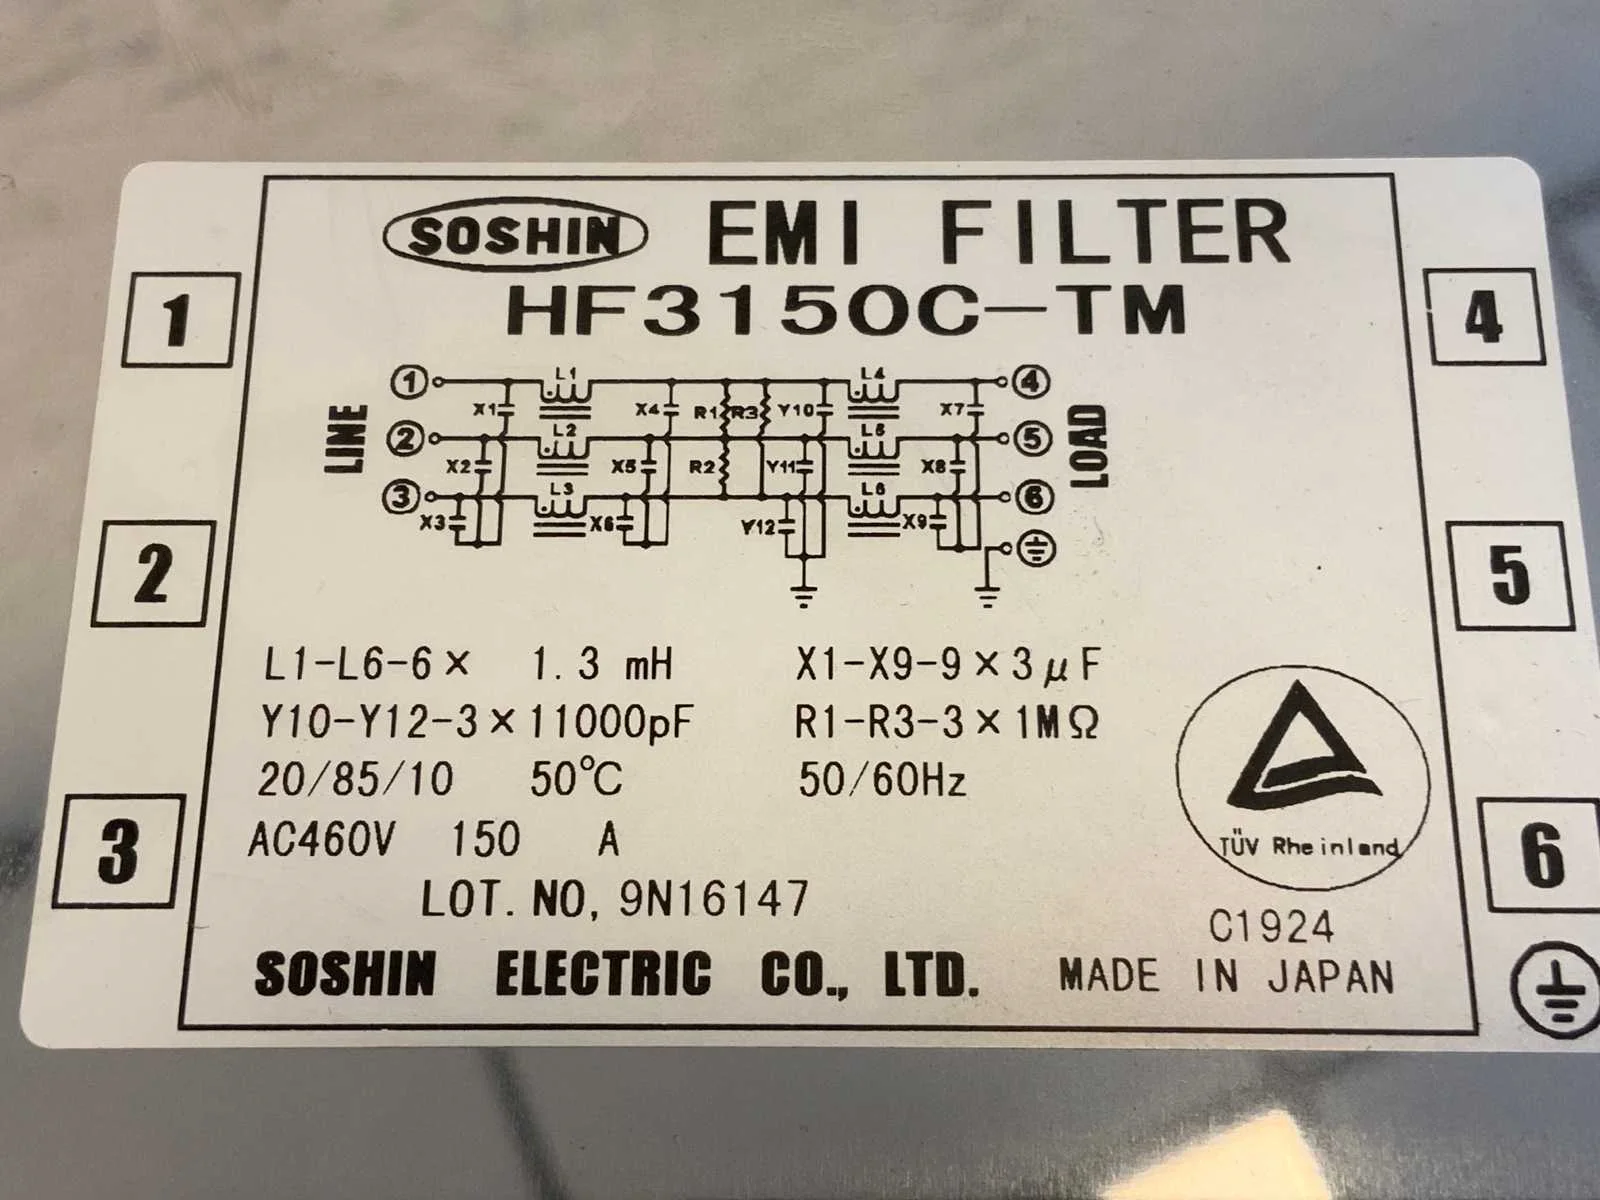 SOSHIN EMI FILTER
HF3150C-TM
1
4
① L1 L4 ④
X1 X4 R1 R3 Y10 X7
LINE
LOAD
② L2 L5 ⑤
X2 X5 R2 Y11 X8
③ L3 L6 ⑥
X3 X6 Y12 X9
2
5
L1-L6-6× 1.3 mH X1-X9-9×3μF
Y10-Y12-3×11000pF R1-R3-3×1MΩ
20/85/10 50℃ 50/60Hz
AC460V 150 A
TÜV Rheinland
3
6
LOT. NO, 9N16147
C1924
SOSHIN ELECTRIC CO., LTD. MADE IN JAPAN